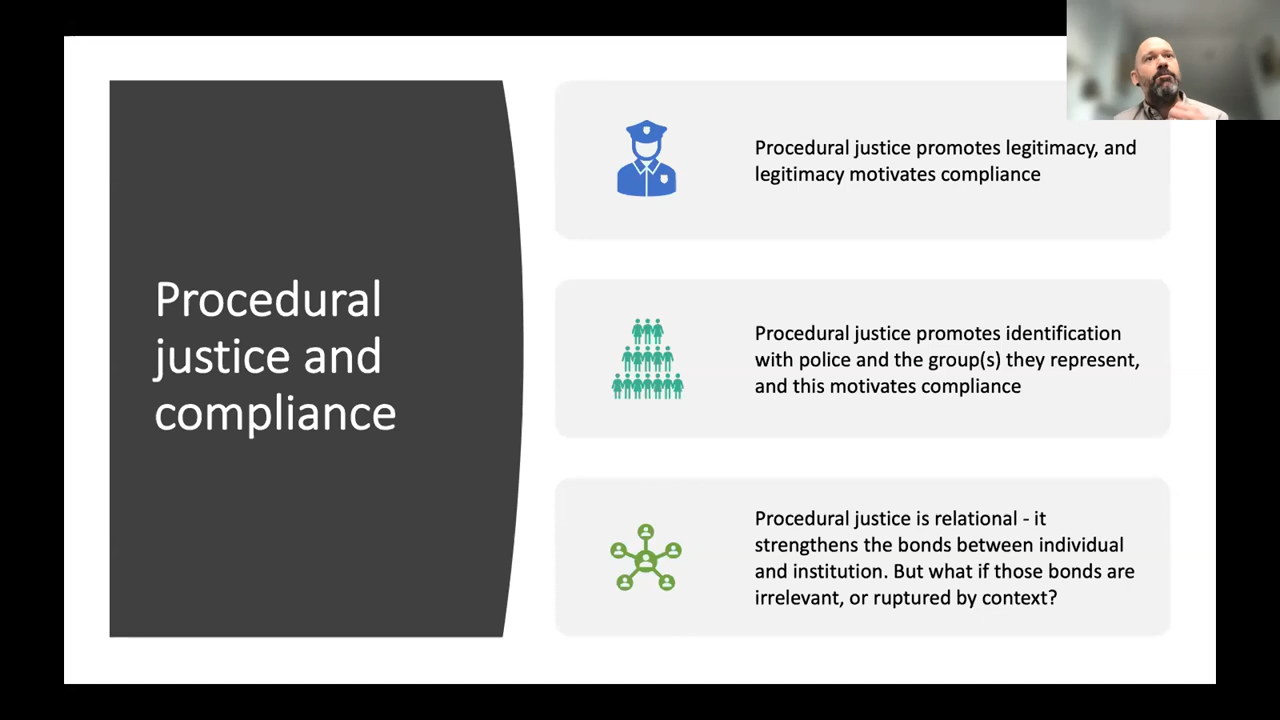 Procedural
justice and
compliance
Procedural justice promotes legitimacy, and
legitimacy motivates compliance
Procedural justice promotes identification
with police and the group(s) they represent,
and this motivates compliance
Procedural justice is relational - it
strengthens the bonds between individual
and institution. But what if those bonds are
irrelevant, or ruptured by context?